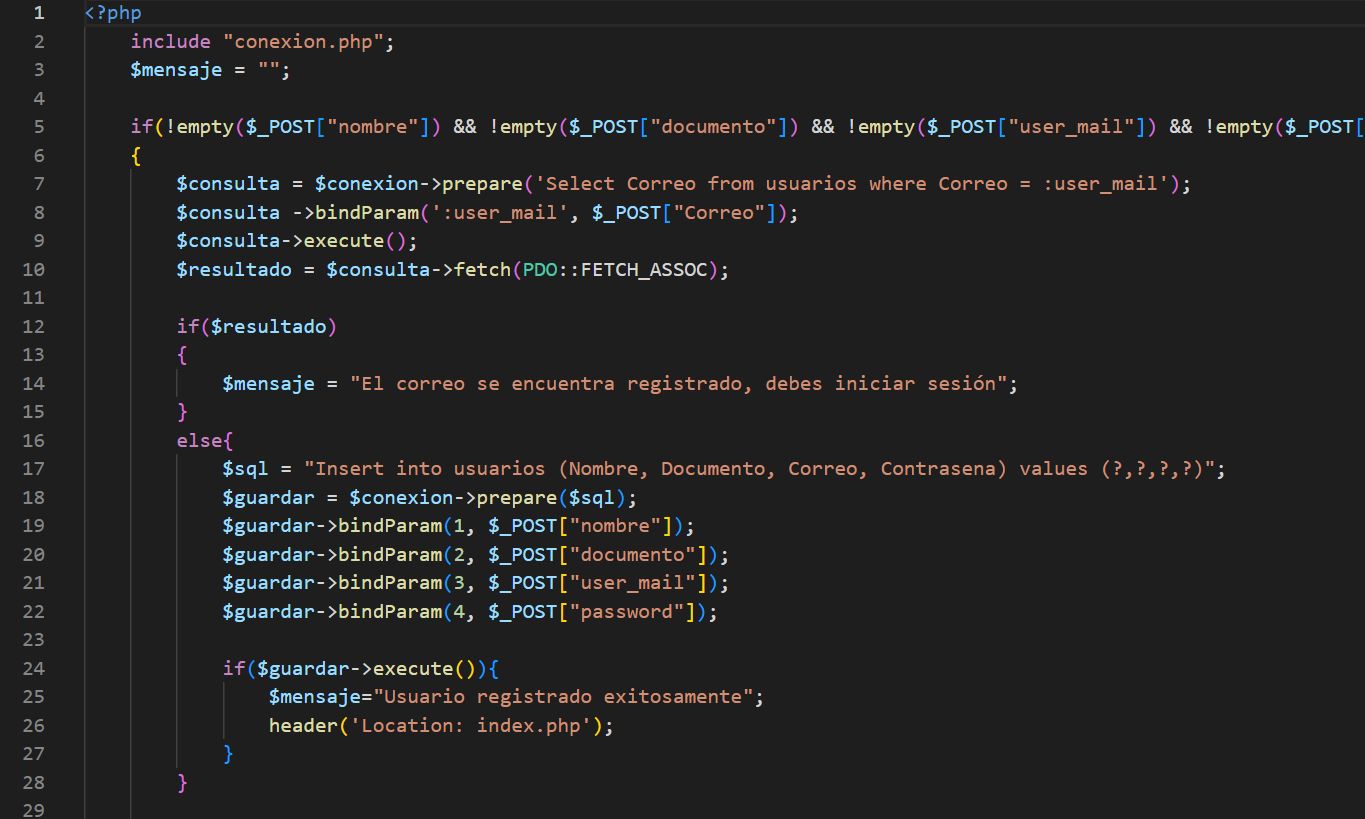 1 <?php
2 include "conexion.php";
3 $mensaje = "";
4
5 if(!empty($_POST["nombre"]) && !empty($_POST["documento"]) && !empty($_POST["user_mail"]) && !empty($_POST[
6 {
7 $consulta = $conexion->prepare('Select Correo from usuarios where Correo = :user_mail');
8 $consulta ->bindParam(':user_mail', $_POST["Correo"]);
9 $consulta->execute();
10 $resultado = $consulta->fetch(PDO::FETCH_ASSOC);
11
12 if($resultado)
13 {
14 $mensaje = "El correo se encuentra registrado, debes iniciar sesión";
15 }
16 else{
17 $sql = "Insert into usuarios (Nombre, Documento, Correo, Contrasena) values (?,?,?,?)";
18 $guardar = $conexion->prepare($sql);
19 $guardar->bindParam(1, $_POST["nombre"]);
20 $guardar->bindParam(2, $_POST["documento"]);
21 $guardar->bindParam(3, $_POST["user_mail"]);
22 $guardar->bindParam(4, $_POST["password"]);
23
24 if($guardar->execute()){
25 $mensaje="Usuario registrado exitosamente";
26 header('Location: index.php');
27 }
28 }
29